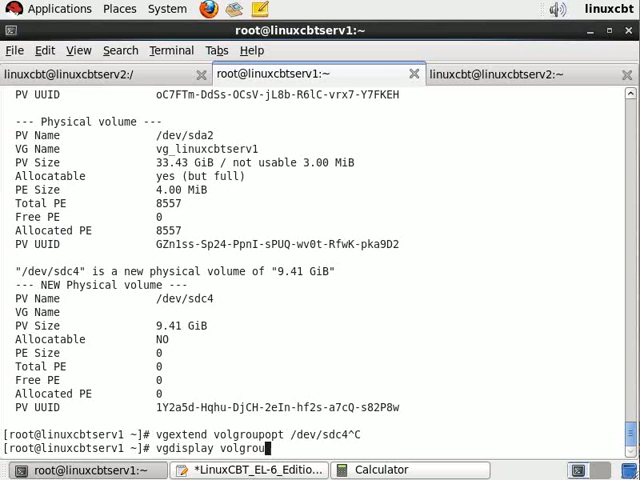 Applications Places System linuxcbt
root@linuxcbtserv1:~
File Edit View Search Terminal Tabs Help
linuxcbt@linuxcbtserv2:/ root@linuxcbtserv1:~ linuxcbt@linuxcbtserv2:~
PV UUID oC7FTm-DdSs-OCsV-jL8b-R6lC-vrx7-Y7FKEH
--- Physical volume ---
PV Name /dev/sda2
VG Name vg_linuxcbtserv1
PV Size 33.43 GiB / not usable 3.00 MiB
Allocatable yes (but full)
PE Size 4.00 MiB
Total PE 8557
Free PE 0
Allocated PE 8557
PV UUID GZn1ss-Sp24-PpnI-sPUQ-wv0t-RfwK-pka9D2
"/dev/sdc4" is a new physical volume of "9.41 GiB"
--- NEW Physical volume ---
PV Name /dev/sdc4
VG Name
PV Size 9.41 GiB
Allocatable NO
PE Size 0
Total PE 0
Free PE 0
Allocated PE 0
PV UUID 1Y2a5d-Hqhu-DjCH-2eIn-hf2s-a7cQ-s82P8w
[root@linuxcbtserv1 ~]# vgextend volgroupopt /dev/sdc4^C
[root@linuxcbtserv1 ~]# vgdisplay volgrou
root@linuxcbtserv1:~ *LinuxCBT_EL-6_Editio... Calculator